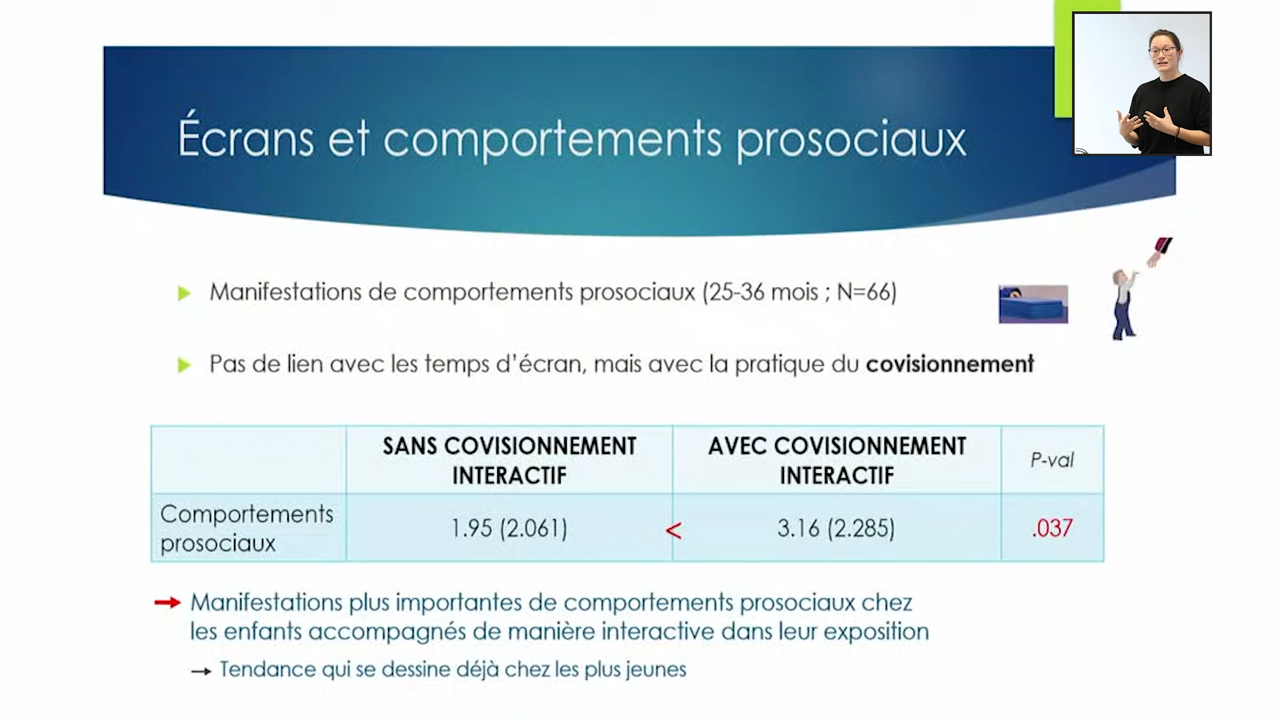 Écrans et comportements prosociaux
Manifestations de comportements prosociaux (25-36 mois ; N=66)
Pas de lien avec les temps d'écran, mais avec la pratique du covisionnement
SANS COVISIONNEMENT
INTERACTIF
AVEC COVISIONNEMENT
INTERACTIF
P-val
Comportements
prosociaux
1.95 (2.061)
<
3.16 (2.285)
.037
Manifestations plus importantes de comportements prosociaux chez
les enfants accompagnés de manière interactive dans leur exposition
Tendance qui se dessine déjà chez les plus jeunes